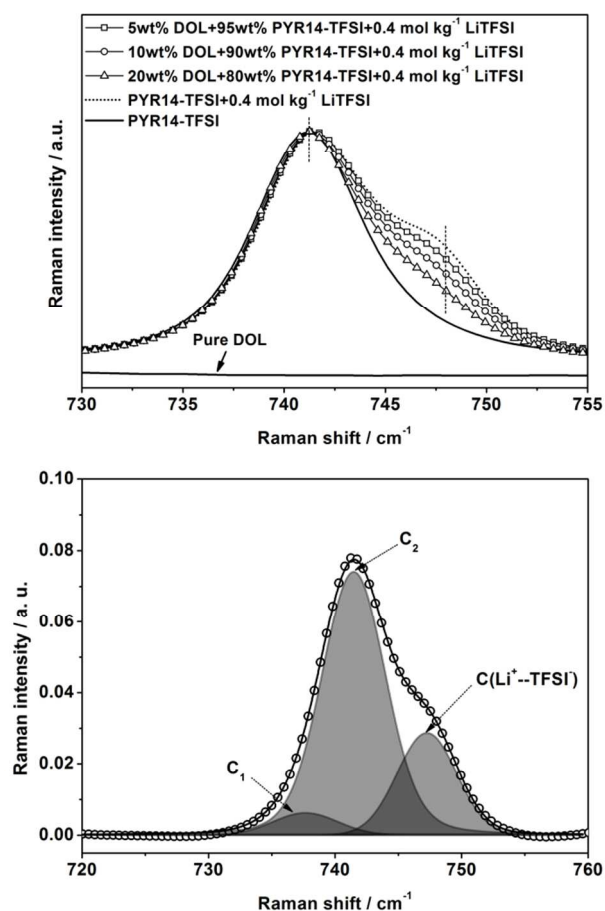 5wt% DOL+95wt% PYR14-TFSI+0.4 mol kg⁻¹ LiTFSI
10wt% DOL+90wt% PYR14-TFSI+0.4 mol kg⁻¹ LiTFSI
20wt% DOL+80wt% PYR14-TFSI+0.4 mol kg⁻¹ LiTFSI
PYR14-TFSI+0.4 mol kg⁻¹ LiTFSI
PYR14-TFSI
Raman intensity / a.u.
Pure DOL
730 735 740 745 750 755
Raman shift / cm⁻¹
0.10
0.08
0.06
0.04
0.02
0.00
Raman intensity / a. u.
C₂
C(Li⁺--TFSI⁻)
C₁
720 730 740 750 760
Raman shift / cm⁻¹